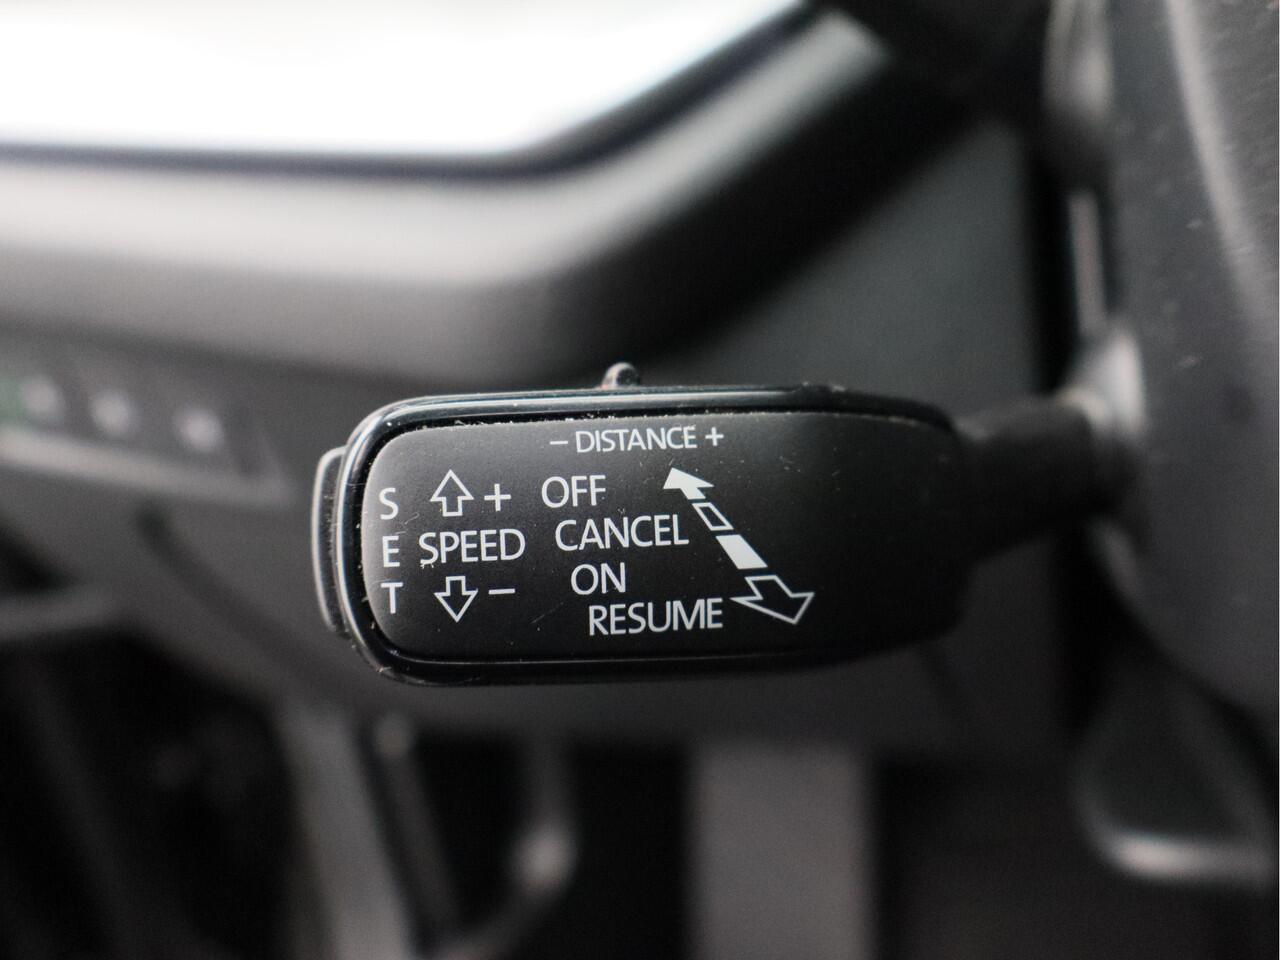 - DISTANCE +
S
E
T
+
SPEED
-
OFF
CANCEL
ON
RESUME